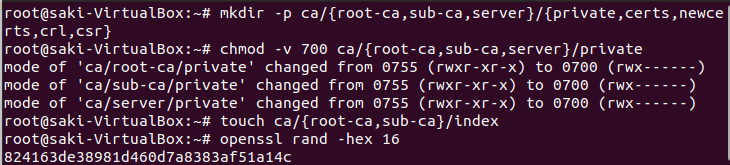 root@saki-VirtualBox:~# mkdir -p ca/{root-ca,sub-ca,server}/{private,certs,newce
rts,crl,csr}
root@saki-VirtualBox:~# chmod -v 700 ca/{root-ca,sub-ca,server}/private
mode of 'ca/root-ca/private' changed from 0755 (rwxr-xr-x) to 0700 (rwx------)
mode of 'ca/sub-ca/private' changed from 0755 (rwxr-xr-x) to 0700 (rwx------)
mode of 'ca/server/private' changed from 0755 (rwxr-xr-x) to 0700 (rwx------)
root@saki-VirtualBox:~# touch ca/{root-ca,sub-ca}/index
root@saki-VirtualBox:~# openssl rand -hex 16
824163de38981d460d7a8383af51a14c